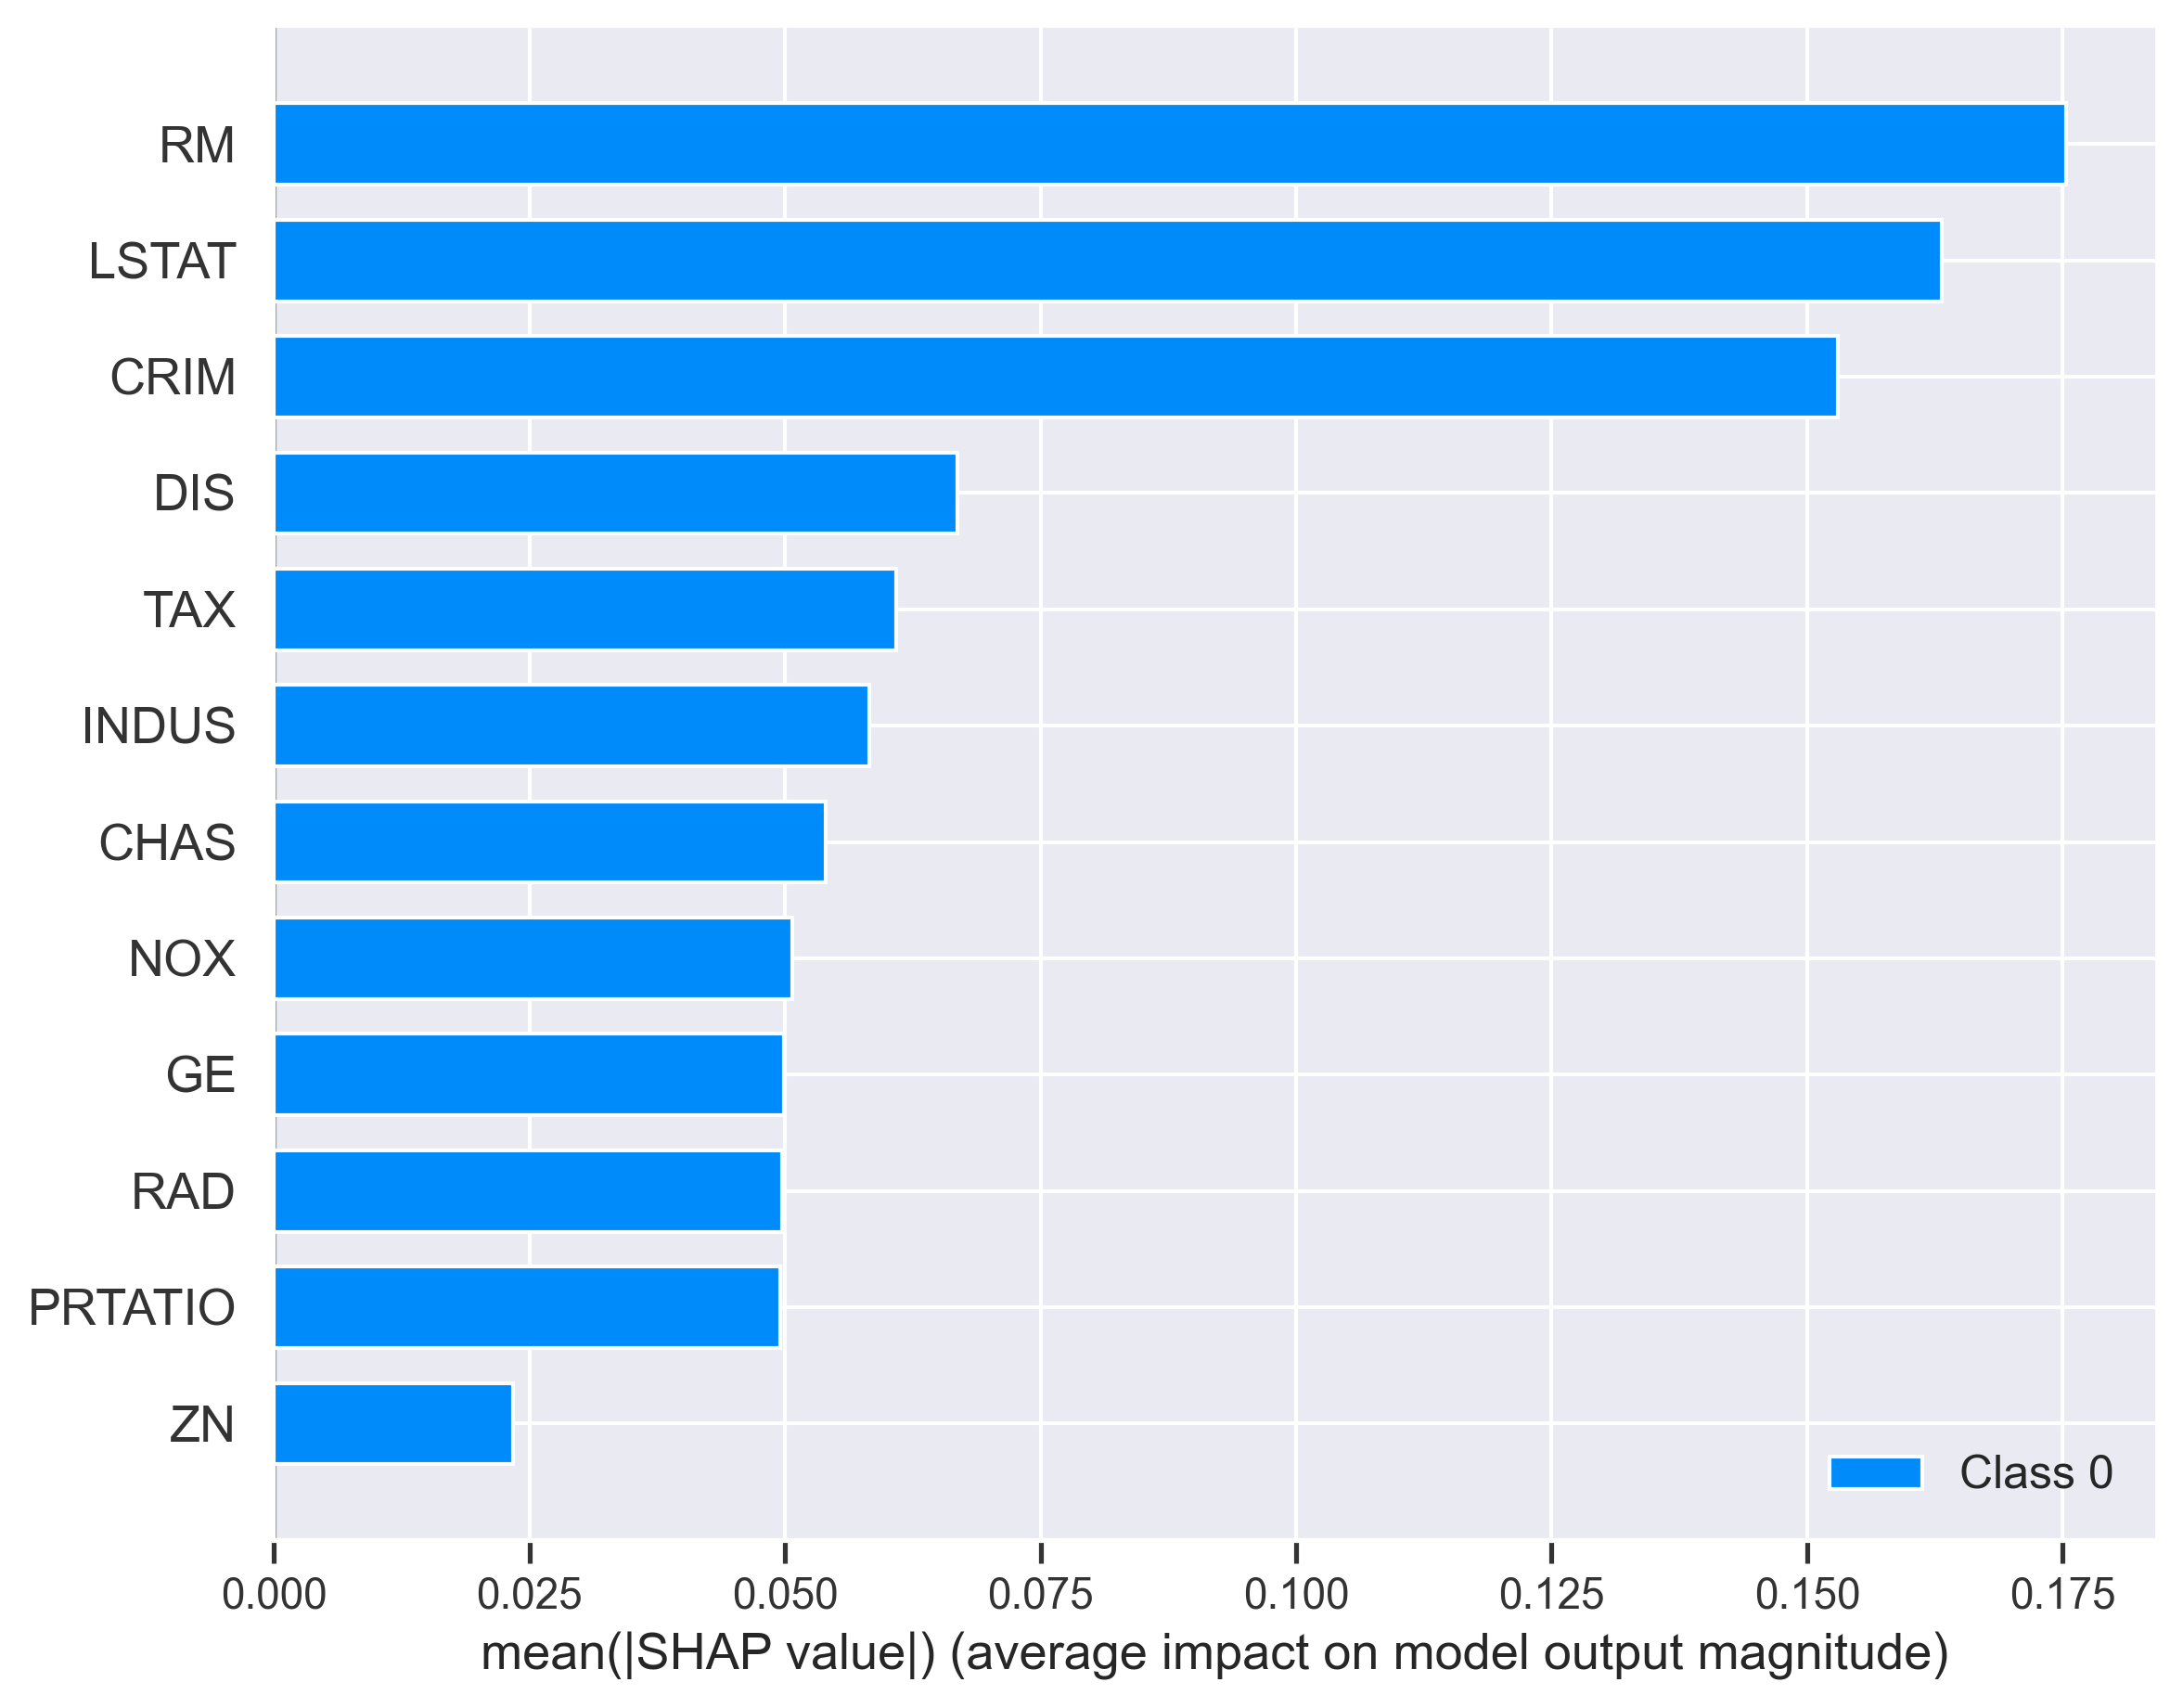 RM
LSTAT
CRIM
DIS
TAX
INDUS
CHAS
NOX
GE
RAD
PRTATIO
ZN
Class 0
0.000 0.025 0.050 0.075 0.100 0.125 0.150 0.175
mean(|SHAP value|) (average impact on model output magnitude)